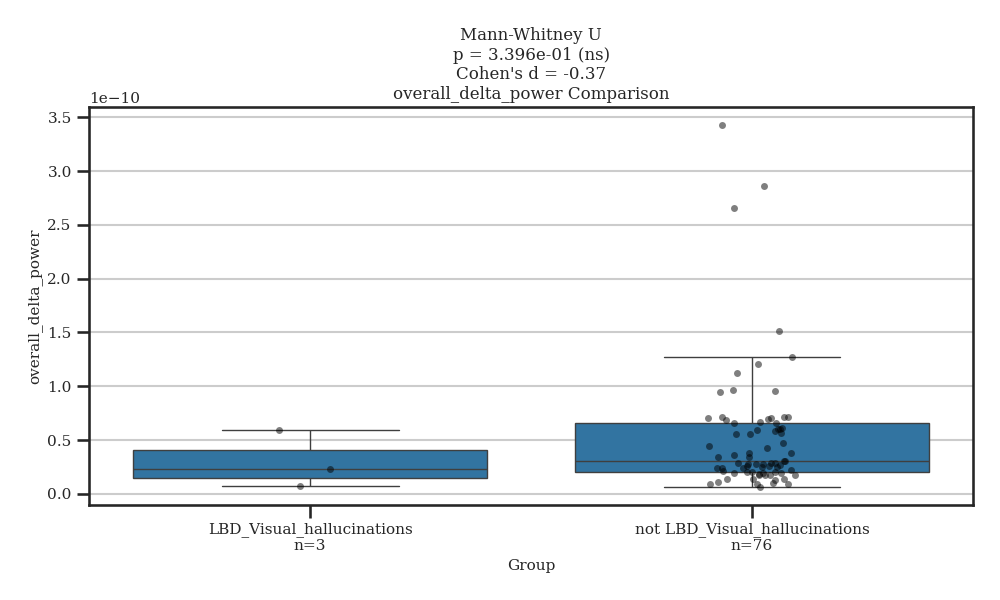 Mann-Whitney U
p = 3.396e-01 (ns)
Cohen's d = -0.37
overall_delta_power Comparison
1e−10
3.5
3.0
2.5
2.0
1.5
1.0
0.5
0.0
overall_delta_power
LBD_Visual_hallucinations
n=3
not LBD_Visual_hallucinations
n=76
Group